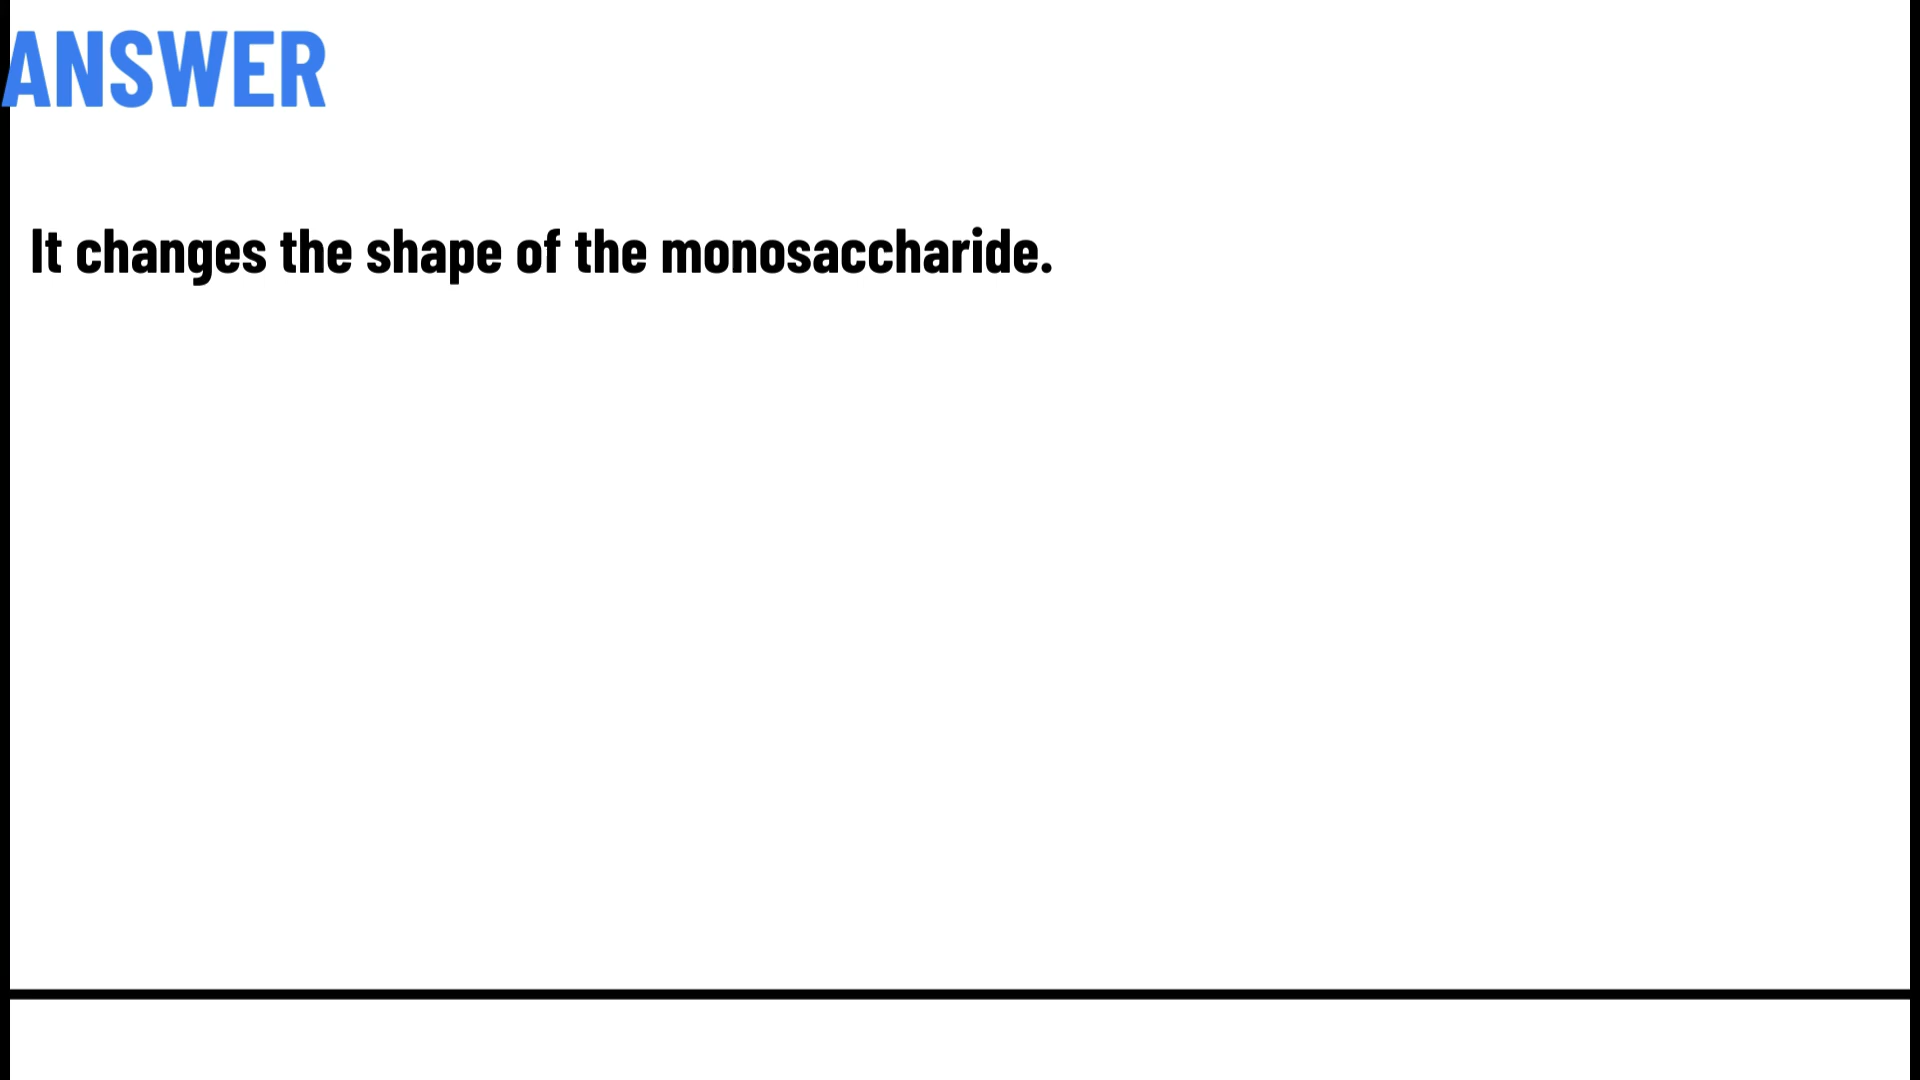 ANSWER
It changes the shape of the monosaccharide.